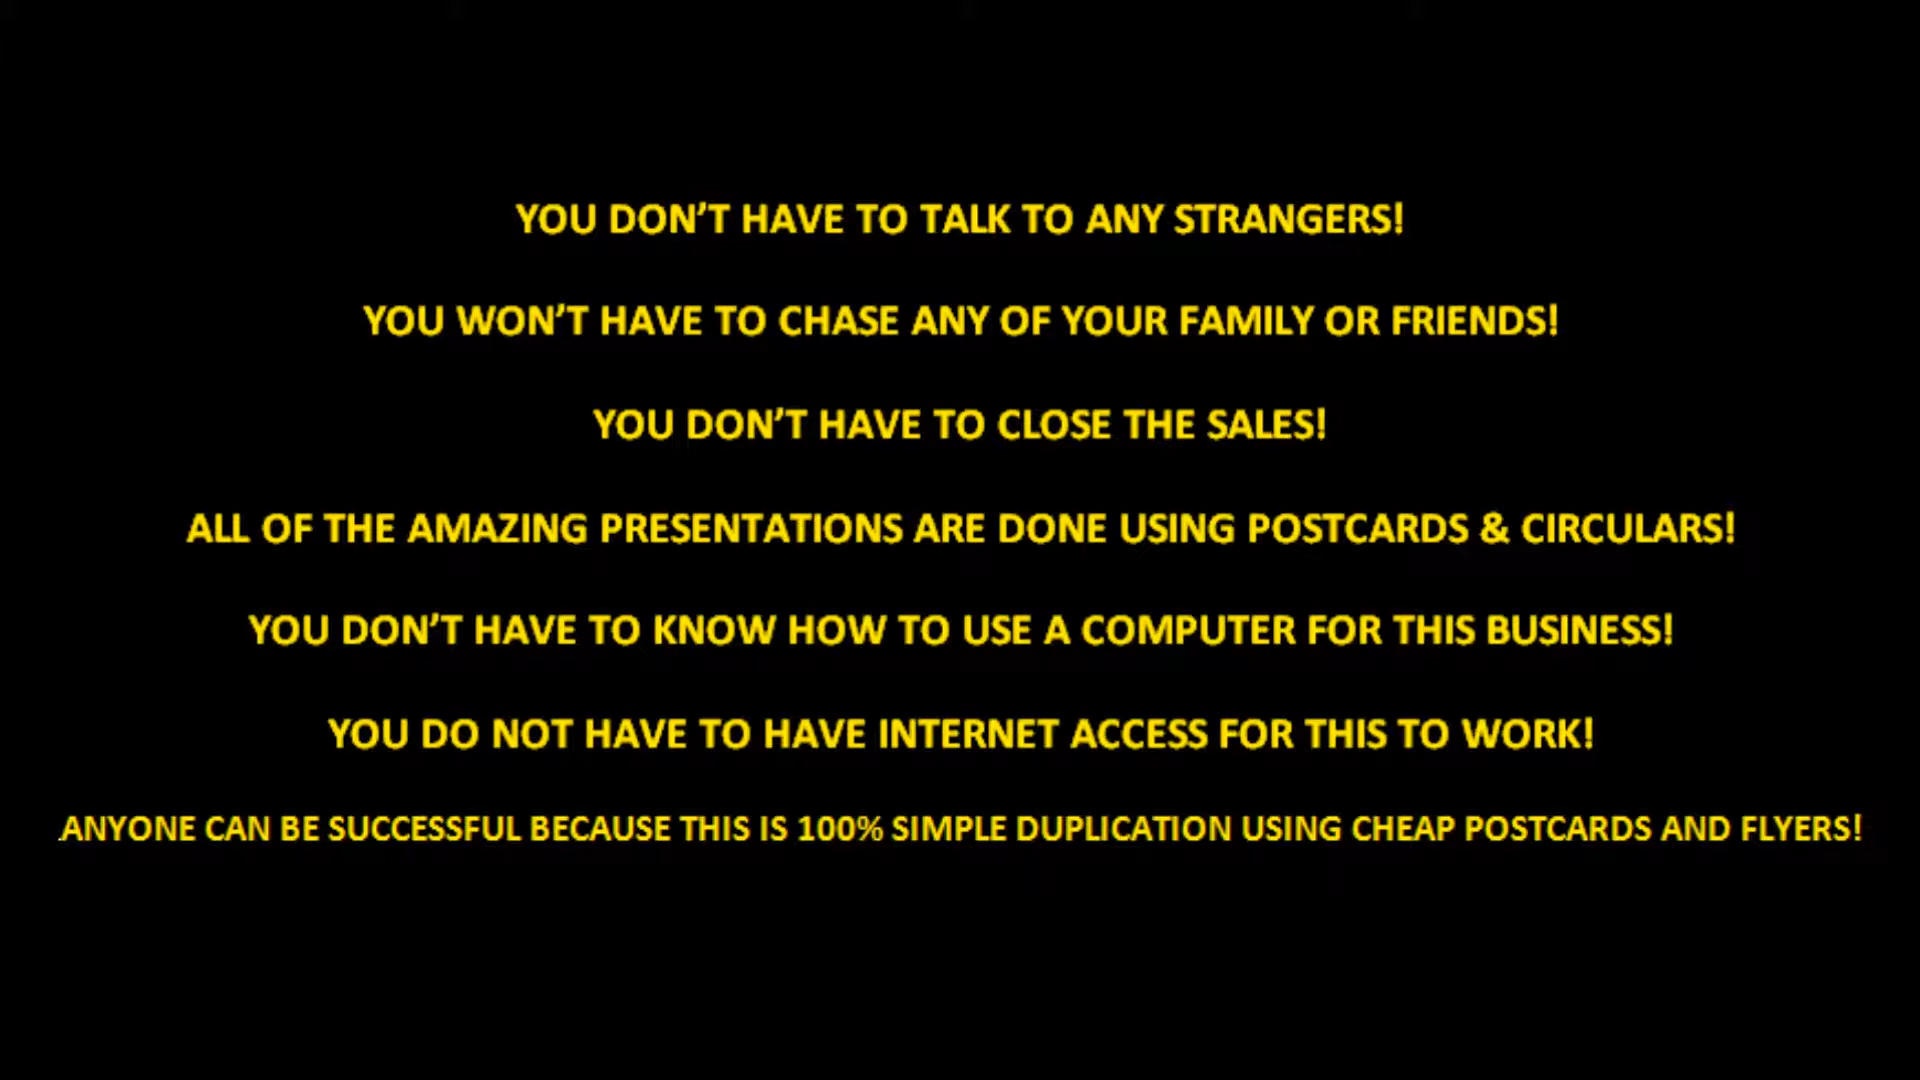 YOU DON’T HAVE TO TALK TO ANY STRANGERS!
YOU WON’T HAVE TO CHASE ANY OF YOUR FAMILY OR FRIENDS!
YOU DON’T HAVE TO CLOSE THE SALES!
ALL OF THE AMAZING PRESENTATIONS ARE DONE USING POSTCARDS & CIRCULARS!
YOU DON’T HAVE TO KNOW HOW TO USE A COMPUTER FOR THIS BUSINESS!
YOU DO NOT HAVE TO HAVE INTERNET ACCESS FOR THIS TO WORK!
.ANYONE CAN BE SUCCESSFUL BECAUSE THIS IS 100% SIMPLE DUPLICATION USING CHEAP POSTCARDS AND FLYERS!